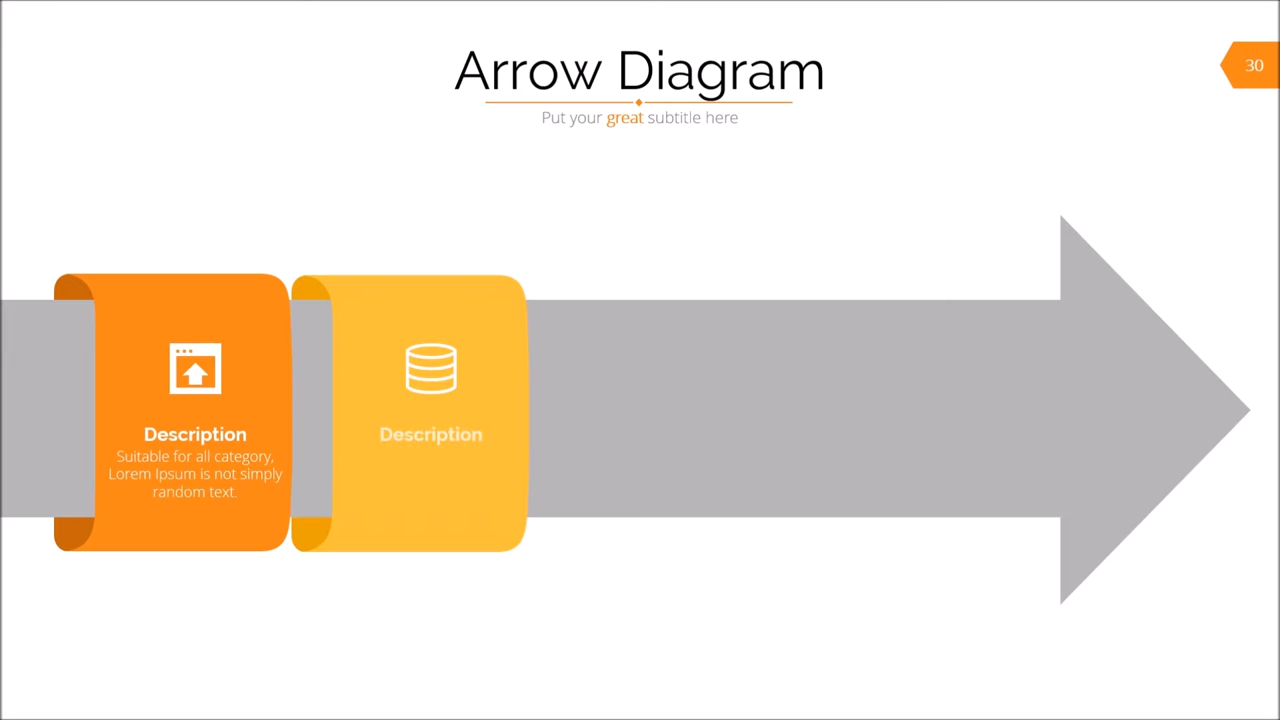 Arrow Diagram
30
Put your great subtitle here
Description
Suitable for all category,
Lorem Ipsum is not simply
random text.
Description